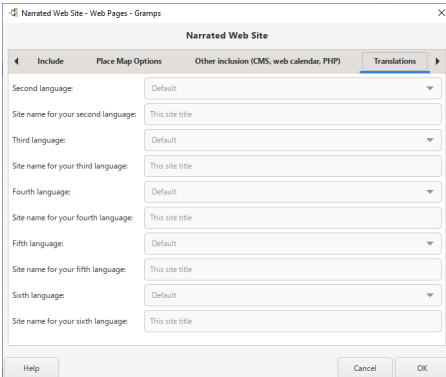 Narrated Web Site - Web Pages - Gramps
Narrated Web Site
Include Place Map Options Other inclusion (CMS, web calendar, PHP) Translations
Second language: Default
Site name for your second language: This site title
Third language: Default
Site name for your third language: This site title
Fourth language: Default
Site name for your fourth language: This site title
Fifth language: Default
Site name for your fifth language: This site title
Sixth language: Default
Site name for your sixth language: This site title
Help Cancel OK